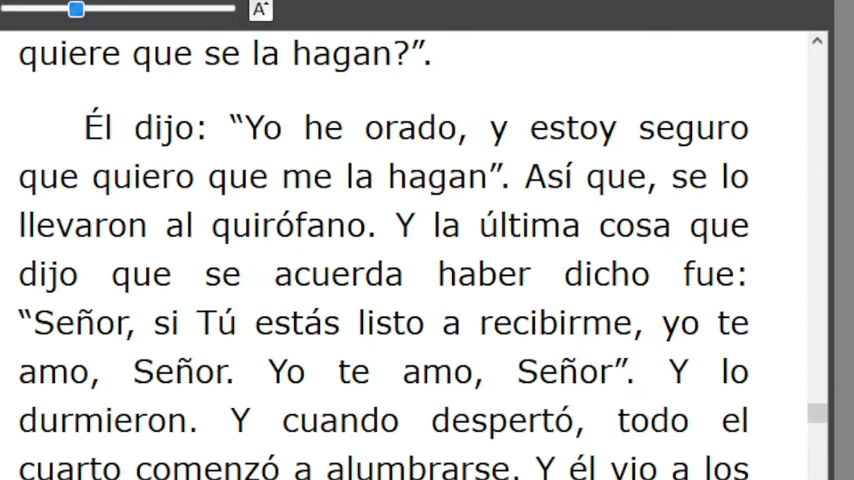 A
quiere que se la hagan?”.
Él dijo: “Yo he orado, y estoy seguro
que quiero que me la hagan”. Así que, se lo
llevaron al quirófano. Y la última cosa que
dijo que se acuerda haber dicho fue:
“Señor, si Tú estás listo a recibirme, yo te
amo, Señor. Yo te amo, Señor”. Y lo
durmieron. Y cuando despertó, todo el
cuarto comenzó a alumbrarse. Y él vio a los